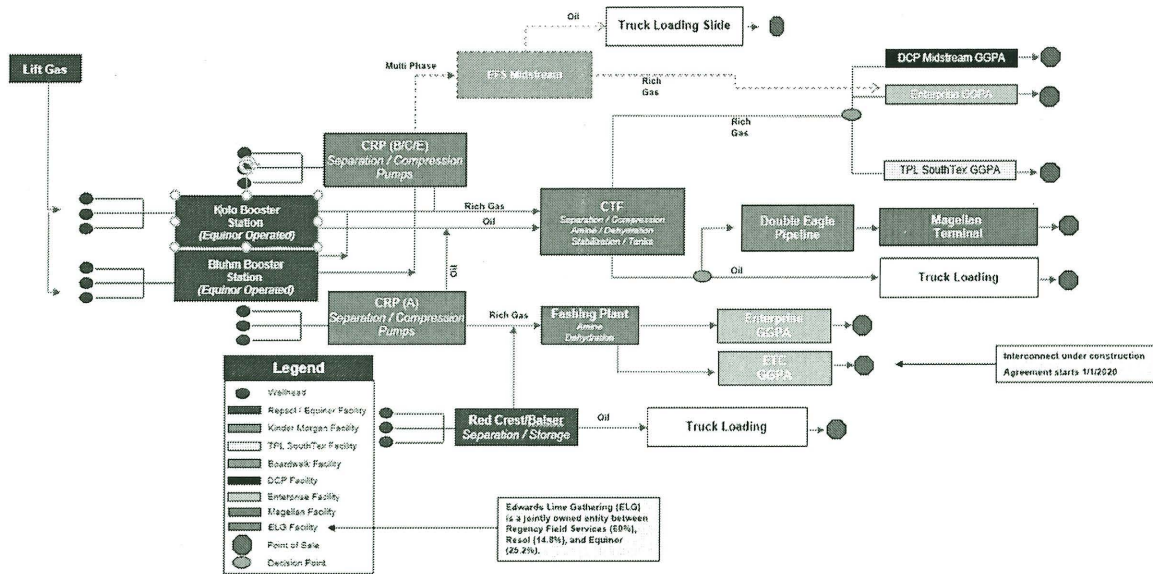 Lift Gas
Oil
Truck Loading Slide
Multi Phase
EFS Midstream
Rich
Gas
DCP Midstream GGPA
Enterprise GGPA
Rich
Gas
TPL SouthTex GGPA
CRP (B/C/E)
Separation / Compression
Pumps
Kolo Booster
Station
(Equinor Operated)
Rich Gas
Oil
CTF
Separation / Compression
Amine / Dehydration
Stabilization / Tanks
Double Eagle
Pipeline
Magellan
Terminal
Bluhm Booster
Station
(Equinor Operated)
Oil
Oil
Truck Loading
CRP (A)
Separation / Compression
Pumps
Rich Gas
Fashing Plant
Amine
Dehydration
Enterprise
GGPA
ETC
GGPA
Interconnect under construction
Agreement starts 1/1/2020
Legend
Wellhead
Repsol / Equinor Facility
Kinder Morgan Facility
TPL SouthTex Facility
Boardwalk Facility
DCP Facility
Enterprise Facility
Magellan Facility
ELG Facility
Point of Sale
Decision Point
Red Crest/Balser
Separation / Storage
Oil
Truck Loading
Edwards Lime Gathering (ELG)
is a jointly owned entity between
Regency Field Services (60%),
Resol (14.8%), and Equinor
(25.2%).